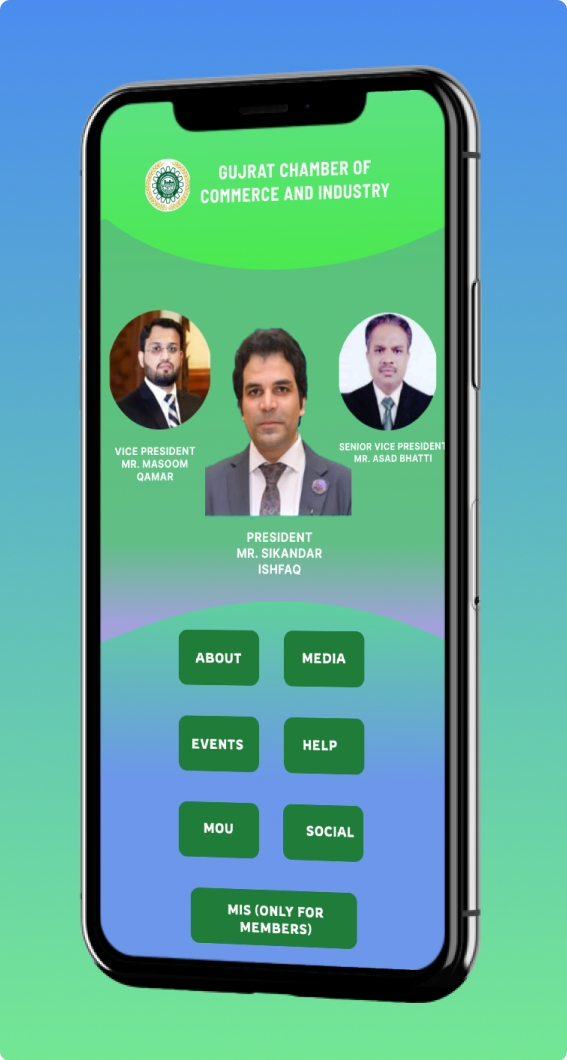 GUJRAT CHAMBER OF
COMMERCE AND INDUSTRY
VICE PRESIDENT
MR. MASOOM
QAMAR
SENIOR VICE PRESIDENT
MR. ASAD BHATTI
PRESIDENT
MR. SIKANDAR
ISHFAQ
ABOUT
MEDIA
EVENTS
HELP
MOU
SOCIAL
MIS (ONLY FOR
MEMBERS)